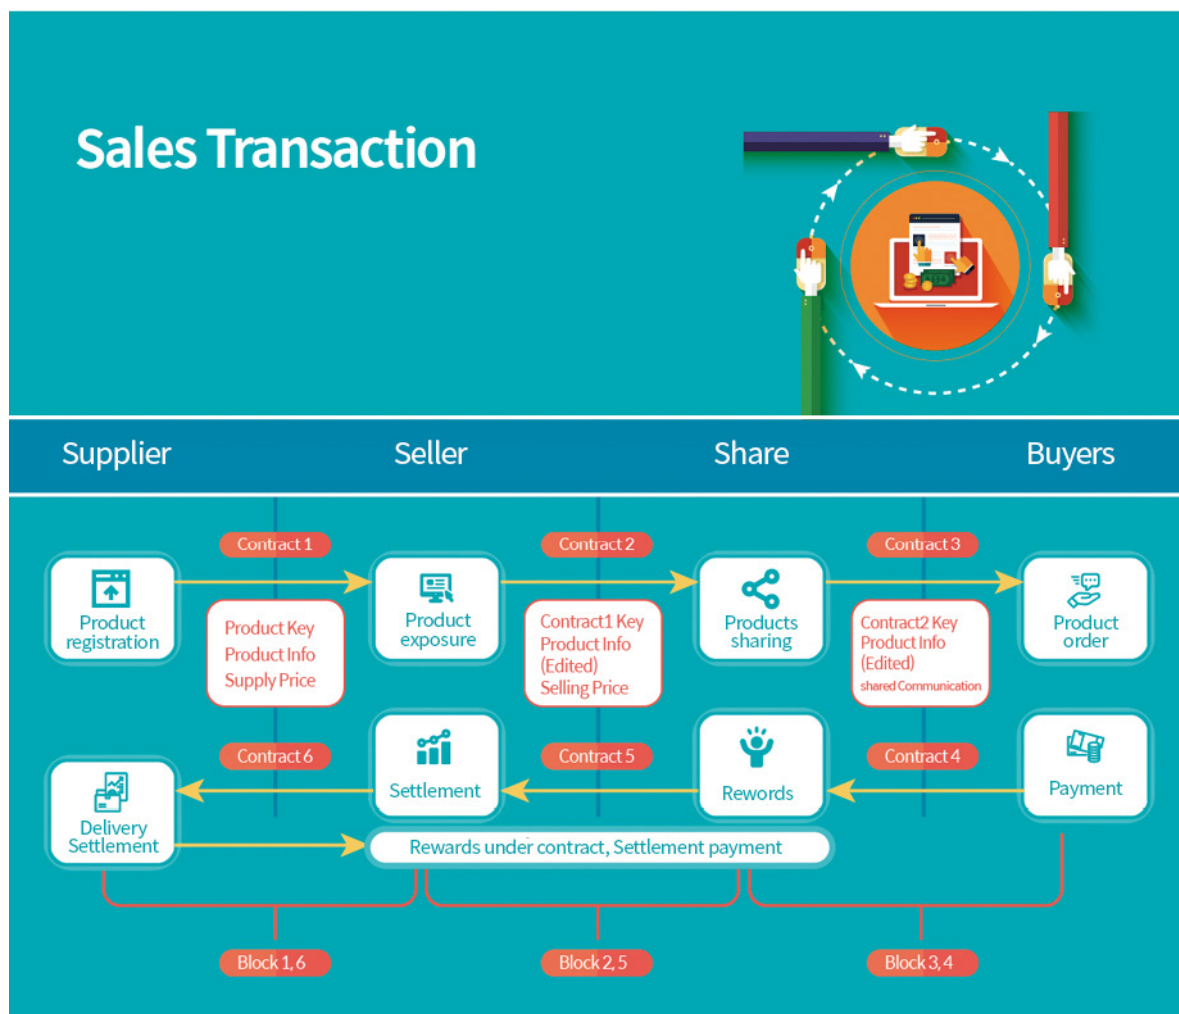 Sales Transaction
Supplier
Seller
Share
Buyers
Contract 1
Contract 2
Contract 3
Product
registration
Product Key
Product Info
Supply Price
Product
exposure
Contract1 Key
Product Info
(Edited)
Selling Price
Products
sharing
Contract2 Key
Product Info
(Edited)
shared Communication
Product
order
Contract 6
Contract 5
Contract 4
Delivery
Settlement
Settlement
Rewords
Payment
Rewards under contract, Settlement payment
Block 1, 6
Block 2, 5
Block 3, 4